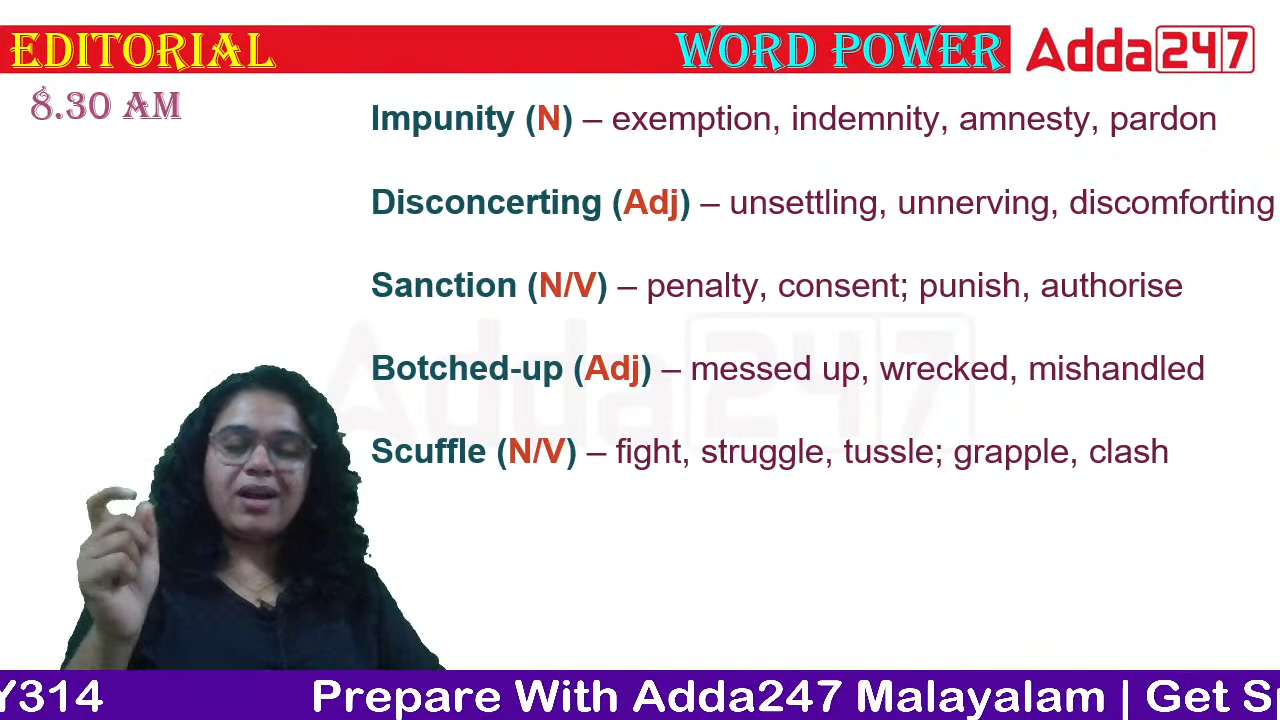 EDITORIAL
WORD POWER
Adda247
8.30 AM
Impunity (N) – exemption, indemnity, amnesty, pardon
Disconcerting (Adj) – unsettling, unnerving, discomforting
Sanction (N/V) – penalty, consent; punish, authorise
Adda247
Botched-up (Adj) – messed up, wrecked, mishandled
Scuffle (N/V) – fight, struggle, tussle; grapple, clash
Y314 Prepare With Adda247 Malayalam | Get S